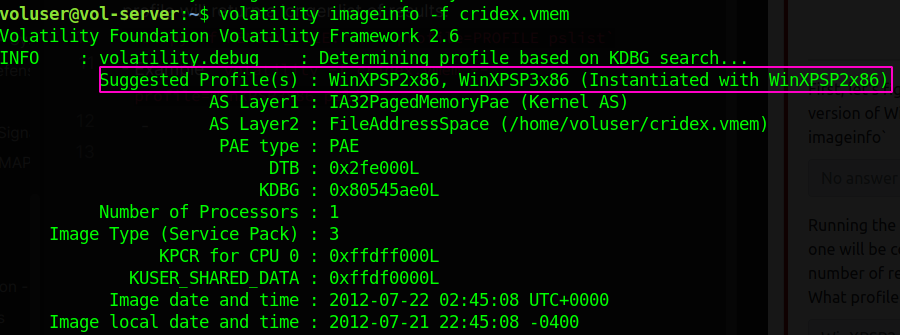 voluser@vol-server:~$ volatility imageinfo -f cridex.vmem
Volatility Foundation Volatility Framework 2.6
INFO    : volatility.debug    : Determining profile based on KDBG search...
Suggested Profile(s) : WinXPSP2x86, WinXPSP3x86 (Instantiated with WinXPSP2x86)
AS Layer1 : IA32PagedMemoryPae (Kernel AS)
AS Layer2 : FileAddressSpace (/home/voluser/cridex.vmem)
PAE type : PAE
DTB : 0x2fe000L
KDBG : 0x80545ae0L
Number of Processors : 1
Image Type (Service Pack) : 3
KPCR for CPU 0 : 0xffdff000L
KUSER_SHARED_DATA : 0xffdf0000L
Image date and time : 2012-07-22 02:45:08 UTC+0000
Image local date and time : 2012-07-21 22:45:08 -0400
12
13
Sign
MAP
version of W
imageinfo`
No answer
Running the
one will be c
number of re
What profile